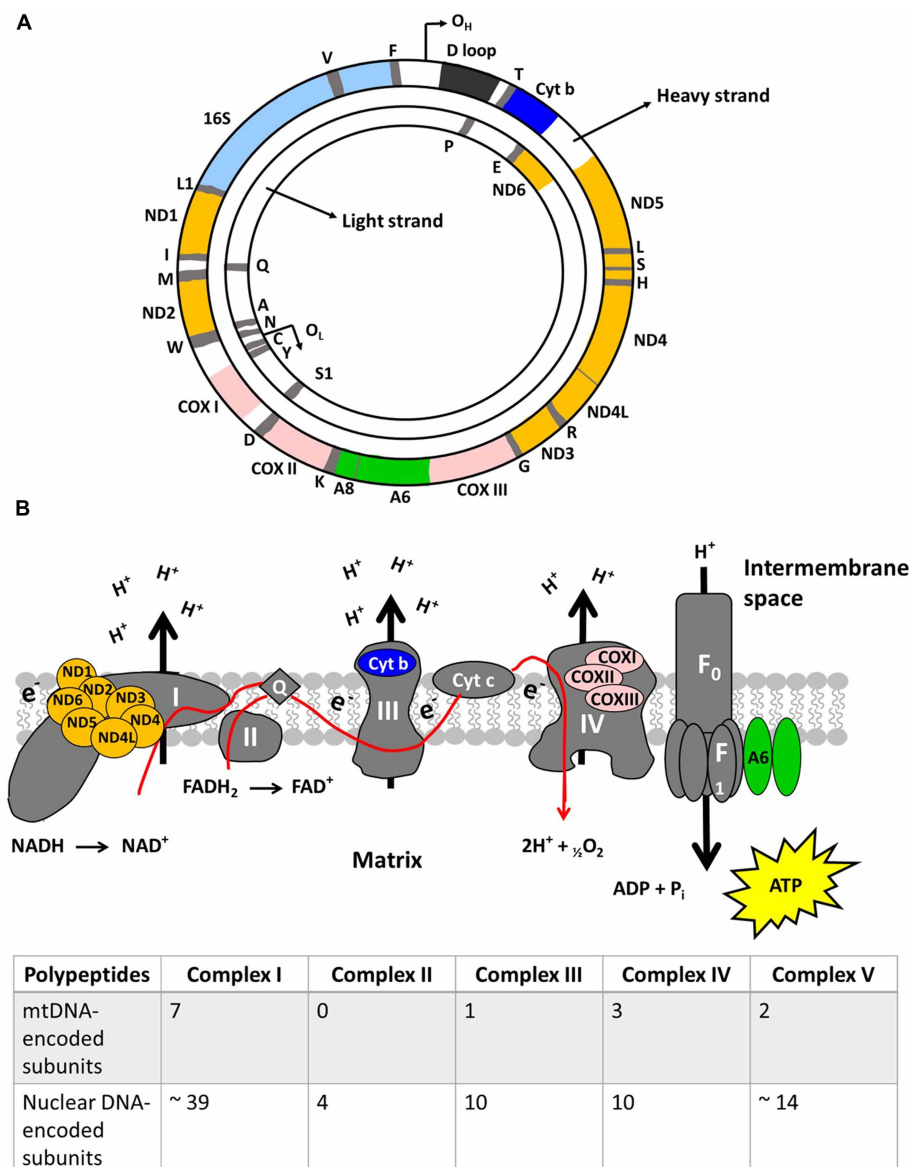 A
O_H
D loop
V
F
T
Cyt b
Heavy strand
16S
P
E
ND6
L1
ND1
Light strand
ND5
I
M
Q
L
S
H
ND2
A
N
O_L
C
Y
W
S1
ND4
COX I
ND4L
D
R
COX II
ND3
K
A8
A6
COX III
G
B
H⁺ H⁺ H⁺ H⁺
H⁺ H⁺ H⁺ H⁺
H⁺ H⁺
H⁺
Intermembrane
space
e⁻
ND1
ND2
ND6
ND3
ND5
ND4
ND4L
I
Q
II
e⁻
Cyt b
III
e⁻
Cyt c
e⁻
COXI
COXII
COXIII
IV
F₀
F₁
A6
FADH₂ FAD⁺
NADH NAD⁺
Matrix
2H⁺ + ½O₂
ADP + Pᵢ
ATP
Polypeptides Complex I Complex II Complex III Complex IV Complex V
mtDNA- 7 0 1 3 2
encoded
subunits
Nuclear DNA- ~ 39 4 10 10 ~ 14
encoded
subunits